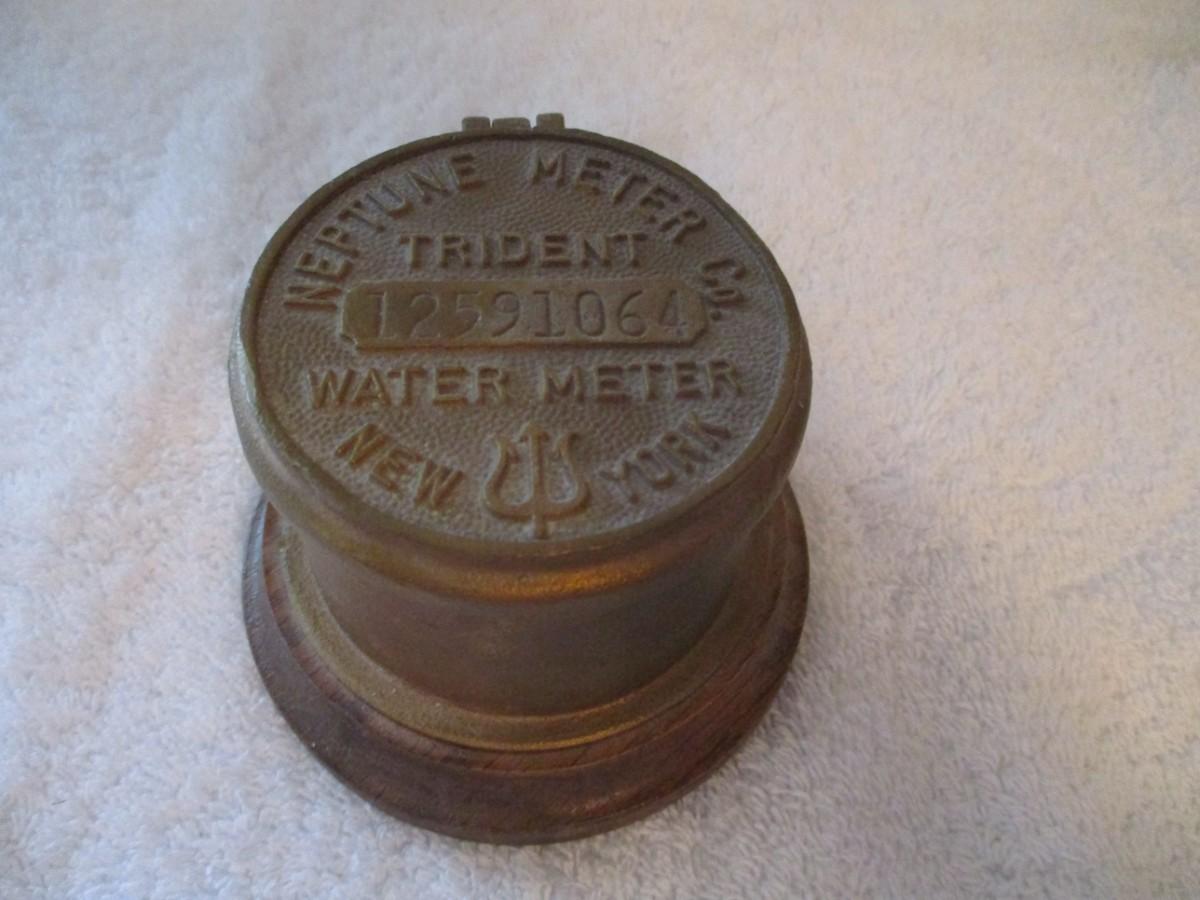 NEPTUNE METER Co.
TRIDENT
12591064
WATER METER
NEW YORK